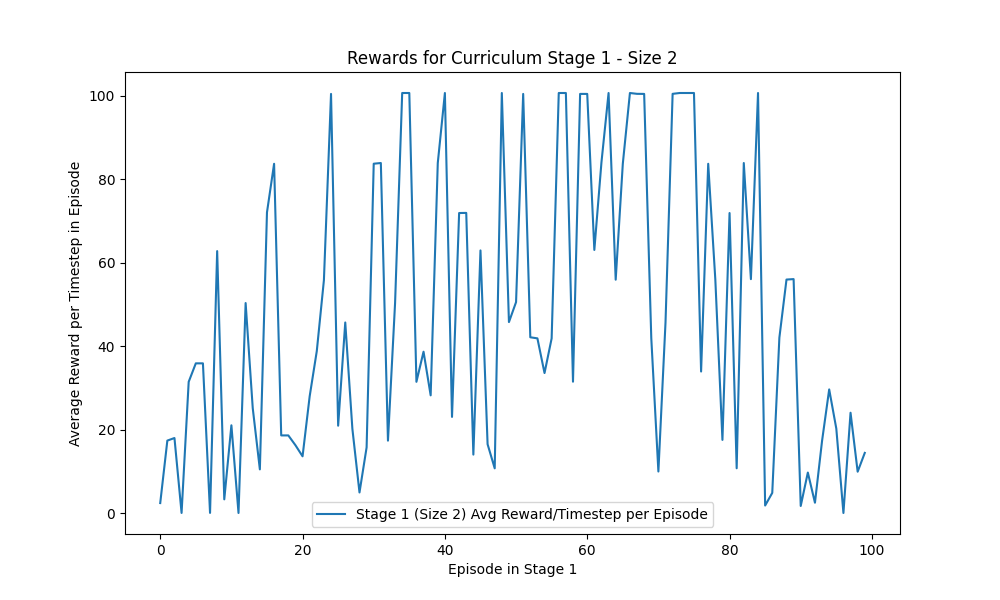 Rewards for Curriculum Stage 1 - Size 2
Average Reward per Timestep in Episode
100
80
60
40
20
0
Stage 1 (Size 2) Avg Reward/Timestep per Episode
0 20 40 60 80 100
Episode in Stage 1